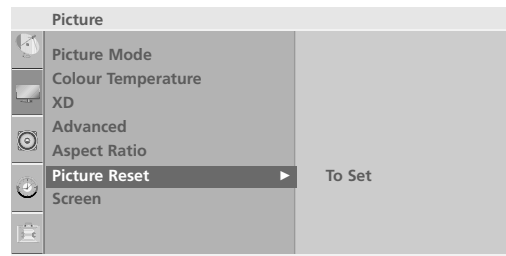 Picture
Picture Mode
Colour Temperature
XD
Advanced
Aspect Ratio
Picture Reset ► To Set
Screen